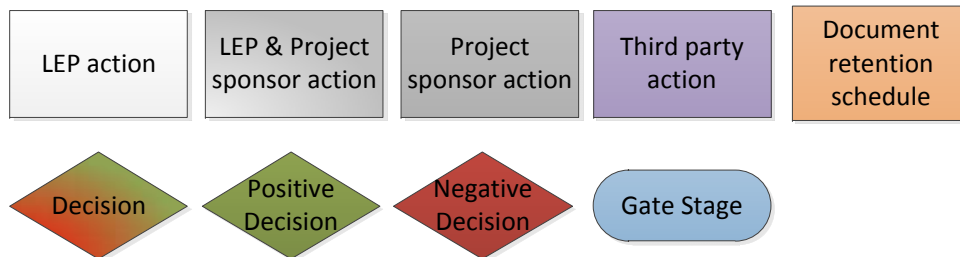 LEP action
LEP & Project
sponsor action
Project
sponsor action
Third party
action
Document
retention
schedule
Decision
Positive
Decision
Negative
Decision
Gate Stage